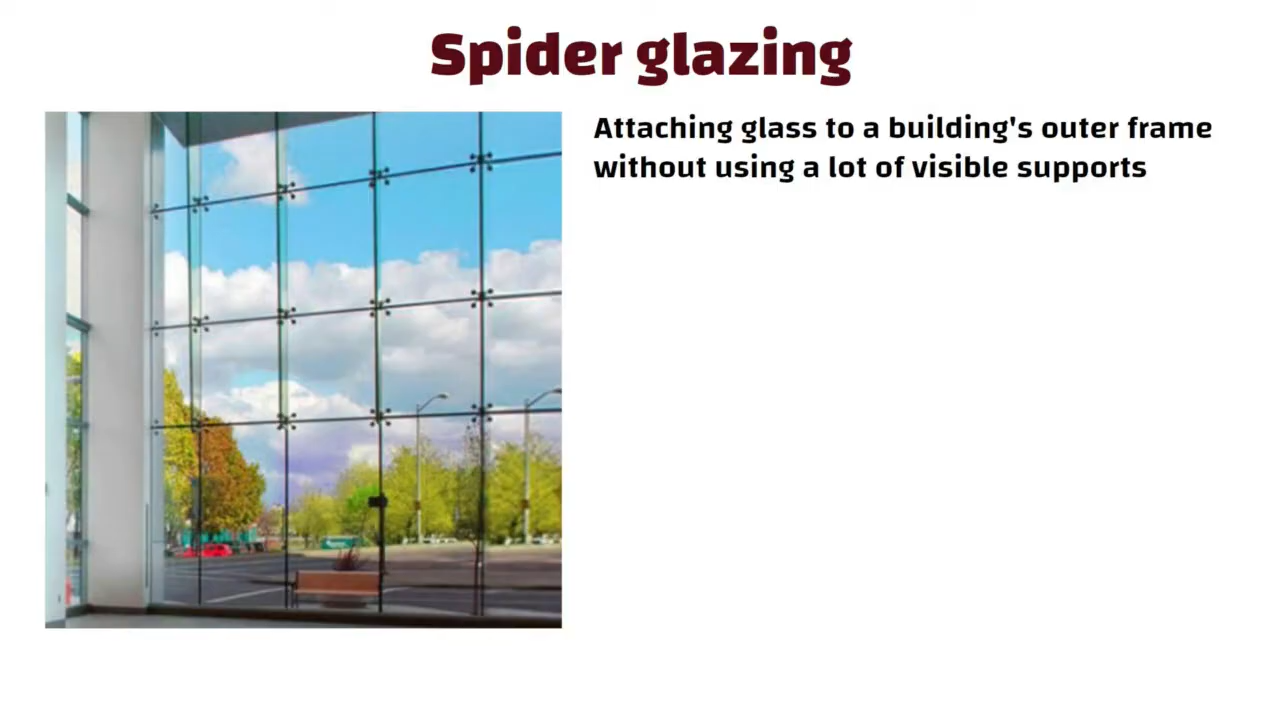 Spider glazing
Attaching glass to a building's outer frame
without using a lot of visible supports